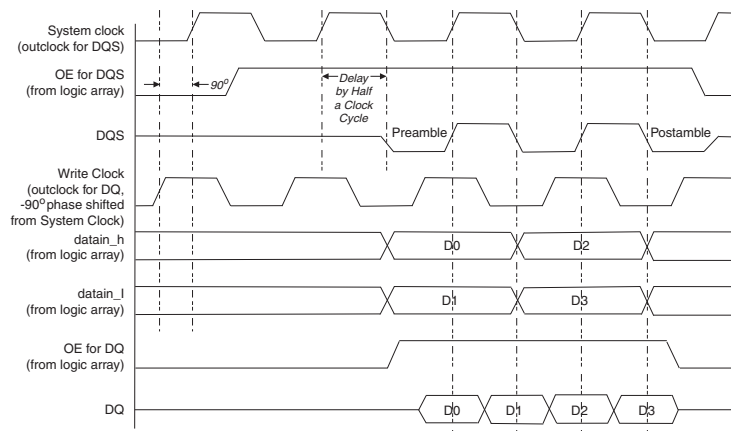 System clock
(outclock for DQS)
OE for DQS
(from logic array)
90°
Delay
by Half
a Clock
Cycle
DQS
Preamble
Postamble
Write Clock
(outclock for DQ,
-90° phase shifted
from System Clock)
datain_h
(from logic array)
D0
D2
datain_l
(from logic array)
D1
D3
OE for DQ
(from logic array)
DQ
D0
D1
D2
D3